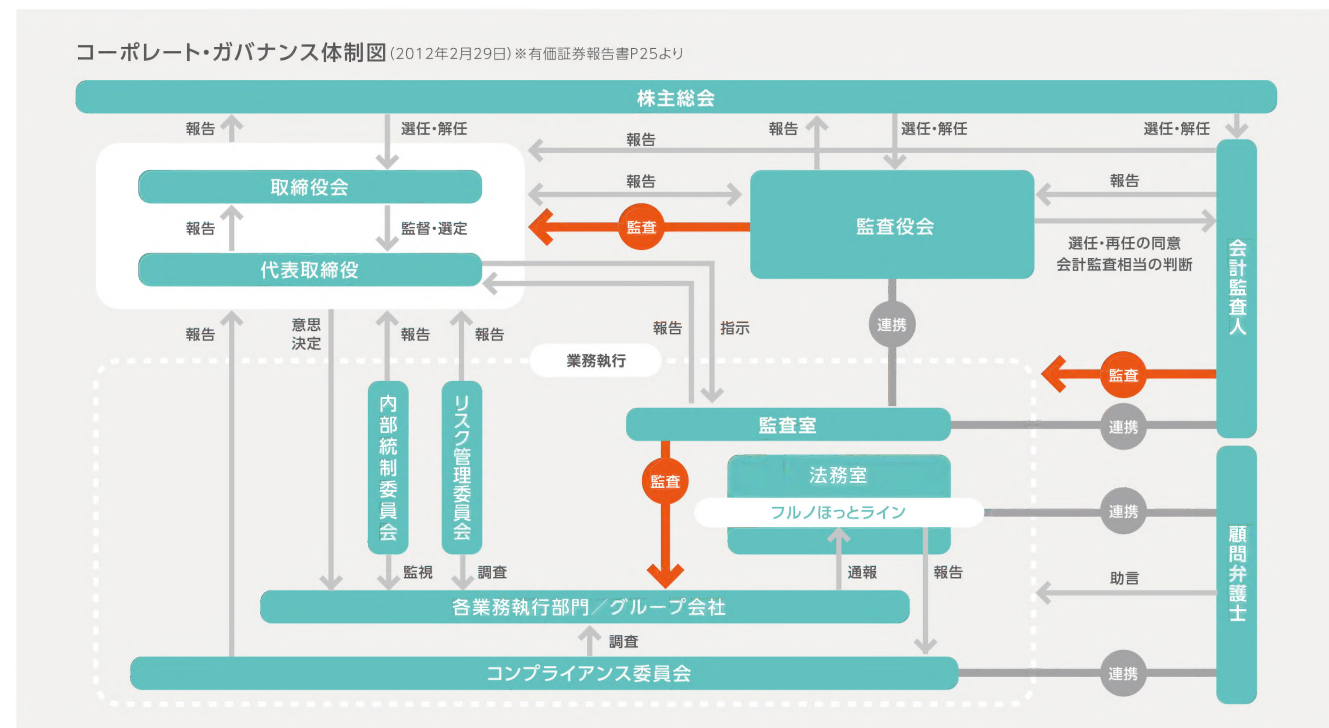 コーポレート・ガバナンス体制図(2012年2月29日)※有価証券報告書P25より
株主総会
報告
選任・解任
報告
報告
選任・解任
選任・解任
取締役会
報告
監査役会
報告
報告
監督・選定
監査
選任・再任の同意
会計監査相当の判断
会計監査人
代表取締役
報告
意思
決定
報告
報告
報告
指示
連携
業務執行
監査
内部統制委員会
リスク管理委員会
監査室
連携
監査
法務室
フルノほっとライン
連携
顧問弁護士
監視
調査
通報
報告
助言
各業務執行部門／グループ会社
調査
コンプライアンス委員会
連携